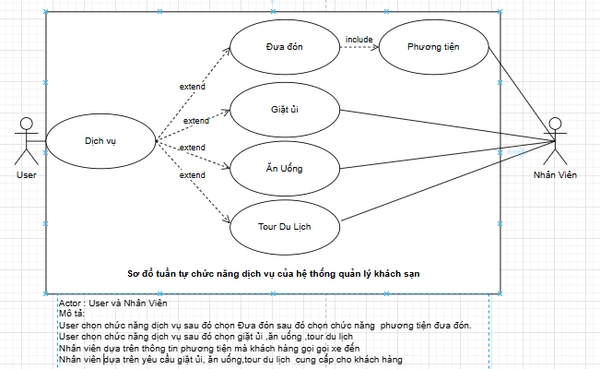 Đưa đón
include
Phương tiện
extend
extend
Giặt ủi
extend
Dịch vụ
extend
Ăn Uống
User
Nhân Viên
Tour Du Lịch
Sơ đồ tuần tự chức năng dịch vụ của hệ thống quản lý khách sạn
Actor : User và Nhân Viên
Mô tả:
User chọn chức năng dịch vụ sau đó chọn Đưa đón sau đó chọn chức năng phương tiện đưa đón.
User chọn chức năng dịch vụ sau đó chọn giặt ủi ,ăn uống ,tour du lịch
Nhân viên dựa trên thông tin phương tiện mà khách hàng gọi gọi xe đến
Nhân viên dựa trên yêu cầu giặt ủi, ăn uống,tour du lịch cung cấp cho khách hàng